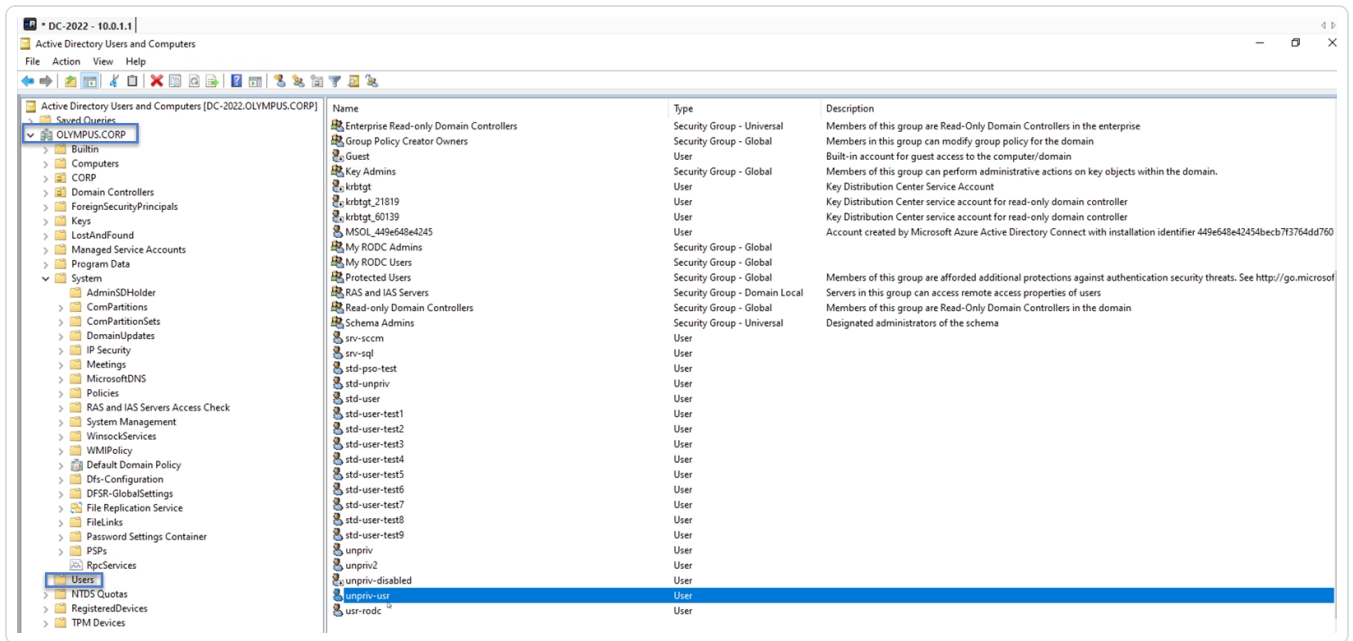 * DC-2022 - 10.0.1.1
Active Directory Users and Computers
File Action View Help
Active Directory Users and Computers [DC-2022.OLYMPUS.CORP]
Saved Queries
OLYMPUS.CORP
Builtin
Computers
CORP
Domain Controllers
ForeignSecurityPrincipals
Keys
LostAndFound
Managed Service Accounts
Program Data
System
AdminSDHolder
ComPartitions
ComPartitionSets
DomainUpdates
IP Security
Meetings
MicrosoftDNS
Policies
RAS and IAS Servers Access Check
System Management
WinsockServices
WMIPolicy
Default Domain Policy
Dfs-Configuration
DFSR-GlobalSettings
File Replication Service
FileLinks
Password Settings Container
PSPs
RpcServices
Users
NTDS Quotas
RegisteredDevices
TPM Devices
Name Type Description
Enterprise Read-only Domain Controllers Security Group - Universal Members of this group are Read-Only Domain Controllers in the enterprise
Group Policy Creator Owners Security Group - Global Members in this group can modify group policy for the domain
Guest User Built-in account for guest access to the computer/domain
Key Admins Security Group - Global Members of this group can perform administrative actions on key objects within the domain.
krbtgt User Key Distribution Center Service Account
krbtgt_21819 User Key Distribution Center service account for read-only domain controller
krbtgt_60139 User Key Distribution Center service account for read-only domain controller
MSOL_449e648e4245 User Account created by Microsoft Azure Active Directory Connect with installation identifier 449e648e42454becb7f3764dd760
My RODC Admins Security Group - Global
My RODC Users Security Group - Global
Protected Users Security Group - Global Members of this group are afforded additional protections against authentication security threats. See http://go.microsof
RAS and IAS Servers Security Group - Domain Local Servers in this group can access remote access properties of users
Read-only Domain Controllers Security Group - Global Members of this group are Read-Only Domain Controllers in the domain
Schema Admins Security Group - Universal Designated administrators of the schema
srv-sccm User
srv-sql User
std-pso-test User
std-unpriv User
std-user User
std-user-test1 User
std-user-test2 User
std-user-test3 User
std-user-test4 User
std-user-test5 User
std-user-test6 User
std-user-test7 User
std-user-test8 User
std-user-test9 User
unpriv User
unpriv2 User
unpriv-disabled User
unpriv-usr User
usr-rodc User